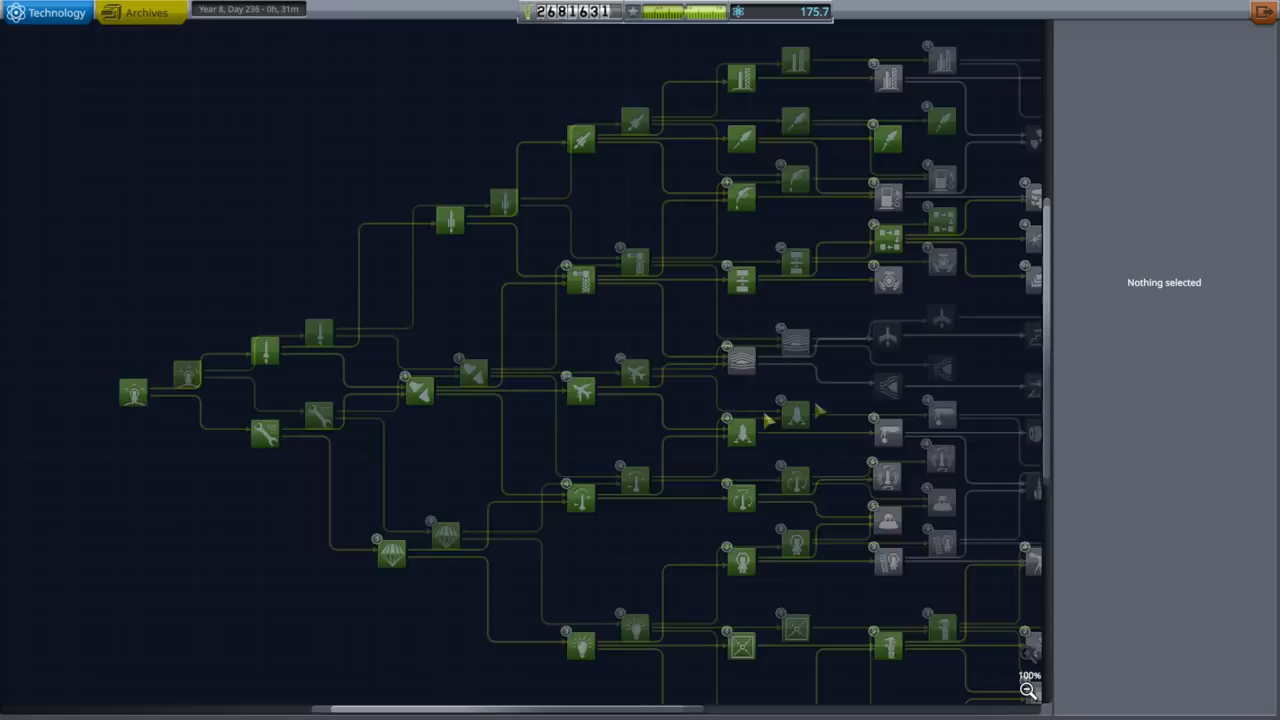 Technology
Archives
Year 8, Day 236 - 0h, 31m
2681631
175.7
Nothing selected
100%